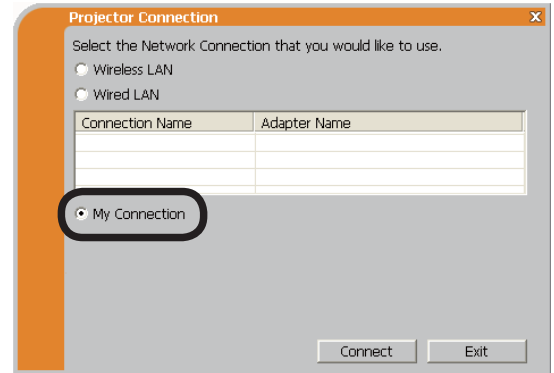 Projector Connection X
Select the Network Connection that you would like to use.
Wireless LAN
Wired LAN
Connection Name Adapter Name
My Connection
Connect Exit